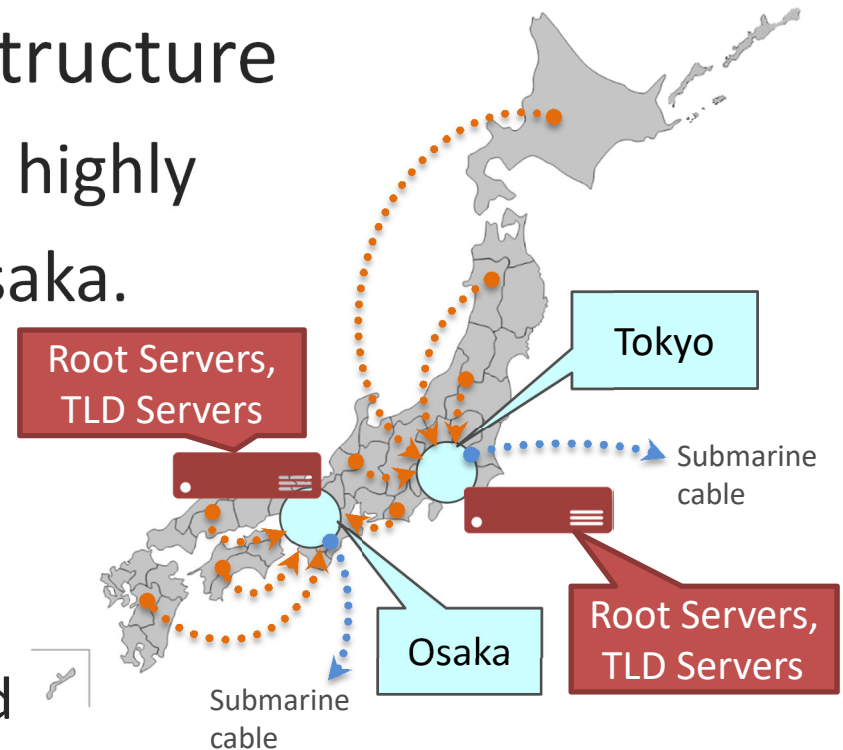 tructure
highly
saka.
Root Servers,
TLD Servers
Tokyo
Submarine
cable
Root Servers,
TLD Servers
Osaka
Submarine
cable
d